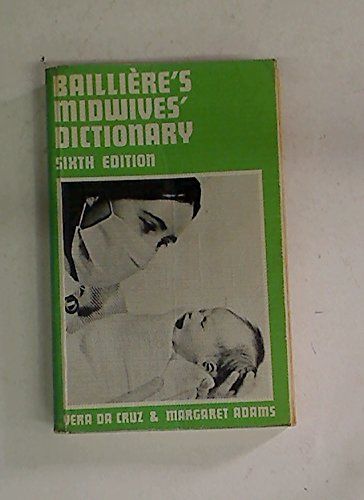 BAILLIÈRE'S
MIDWIVES'
DICTIONARY
SIXTH EDITION
VERA DA CRUZ & MARGARET ADAMS